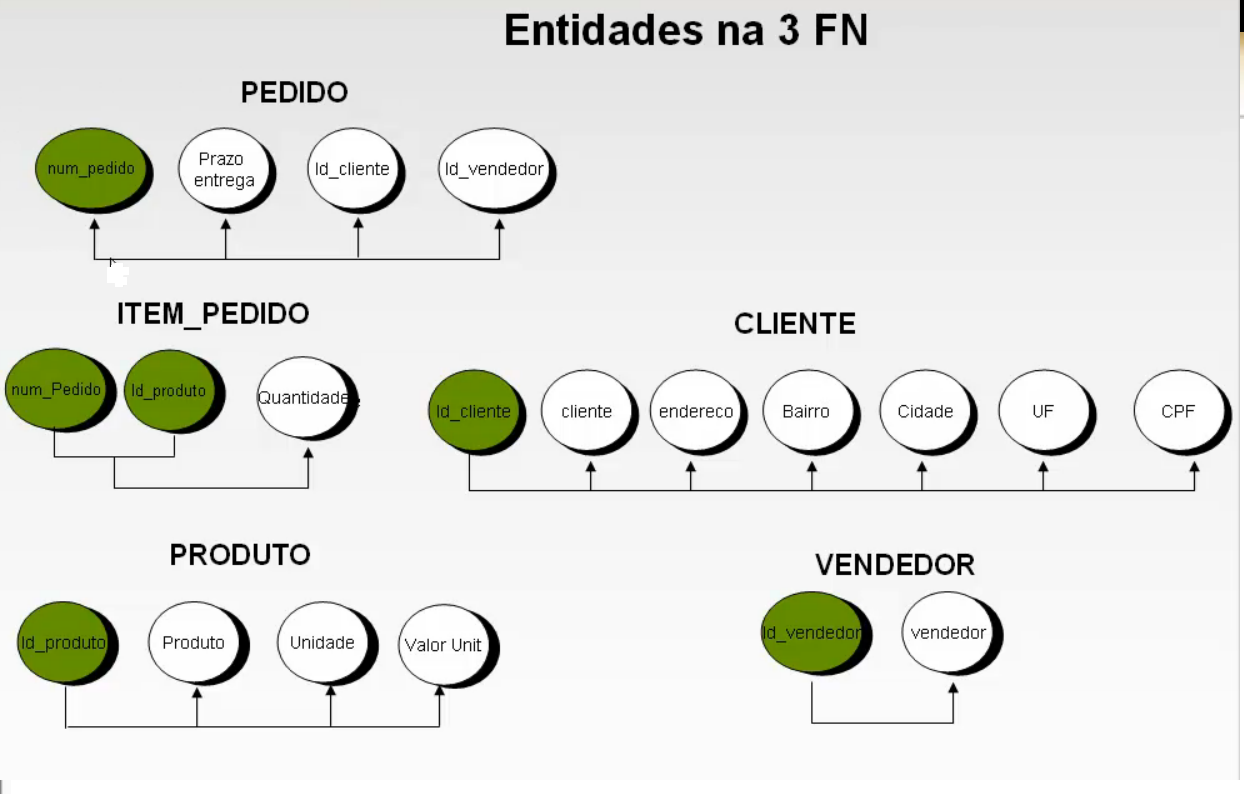 Entidades na 3 FN
PEDIDO
num_pedido
Prazo
entrega
Id_cliente
Id_vendedor
ITEM_PEDIDO
num_Pedido
Id_produto
Quantidade
CLIENTE
Id_cliente
cliente
endereco
Bairro
Cidade
UF
CPF
PRODUTO
Id_produto
Produto
Unidade
Valor Unit
VENDEDOR
Id_vendedor
vendedor